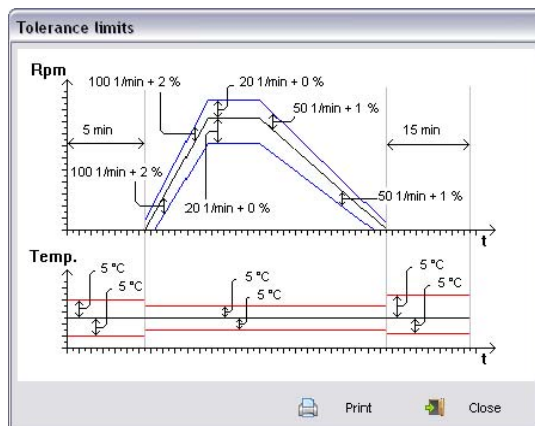 Tolerance limits
Rpm
100 1/min + 2 %
20 1/min + 0 %
50 1/min + 1 %
5 min
15 min
100 1/min + 2 %
20 1/min + 0 %
50 1/min + 1 %
t
Temp.
5 °C
5 °C
5 °C
5 °C
5 °C
5 °C
t
Print
Close